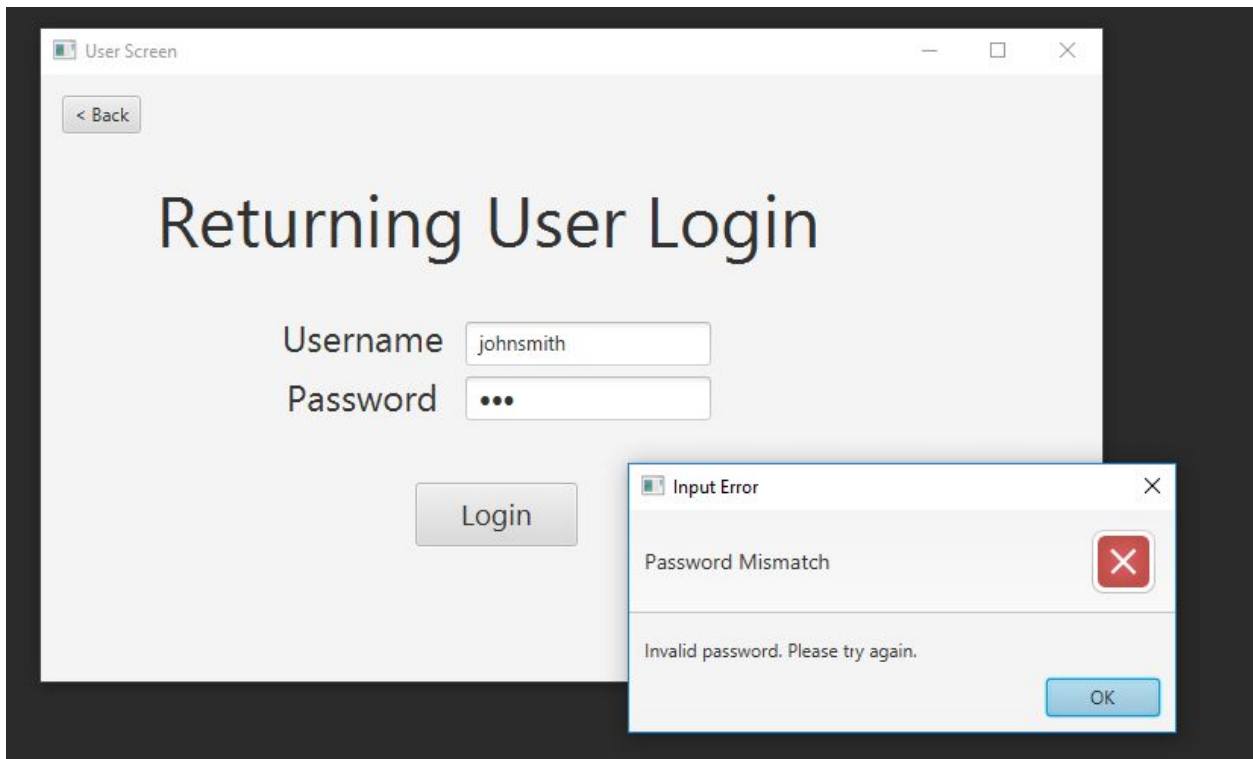 User Screen
< Back
Returning User Login
Username johnsmith
Password •••
Login
Input Error
Password Mismatch
Invalid password. Please try again.
OK